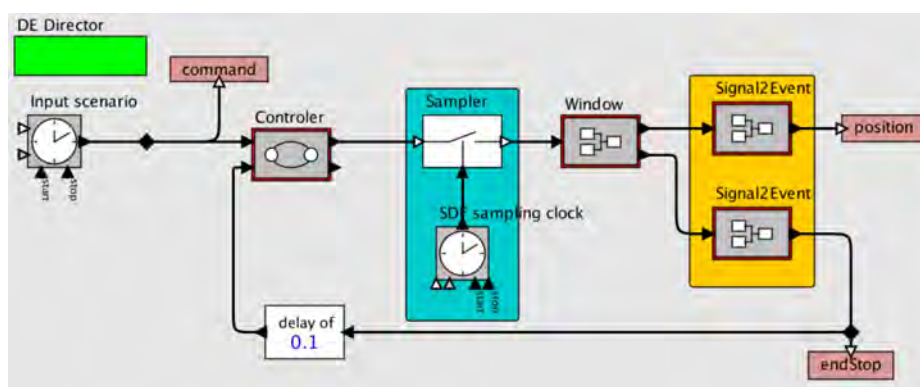 DE Director
command
Input scenario
Controler
Sampler
Window
Signal2Event
position
start
stop
SDF sampling clock
Signal2Event
start
stop
delay of
0.1
endStop